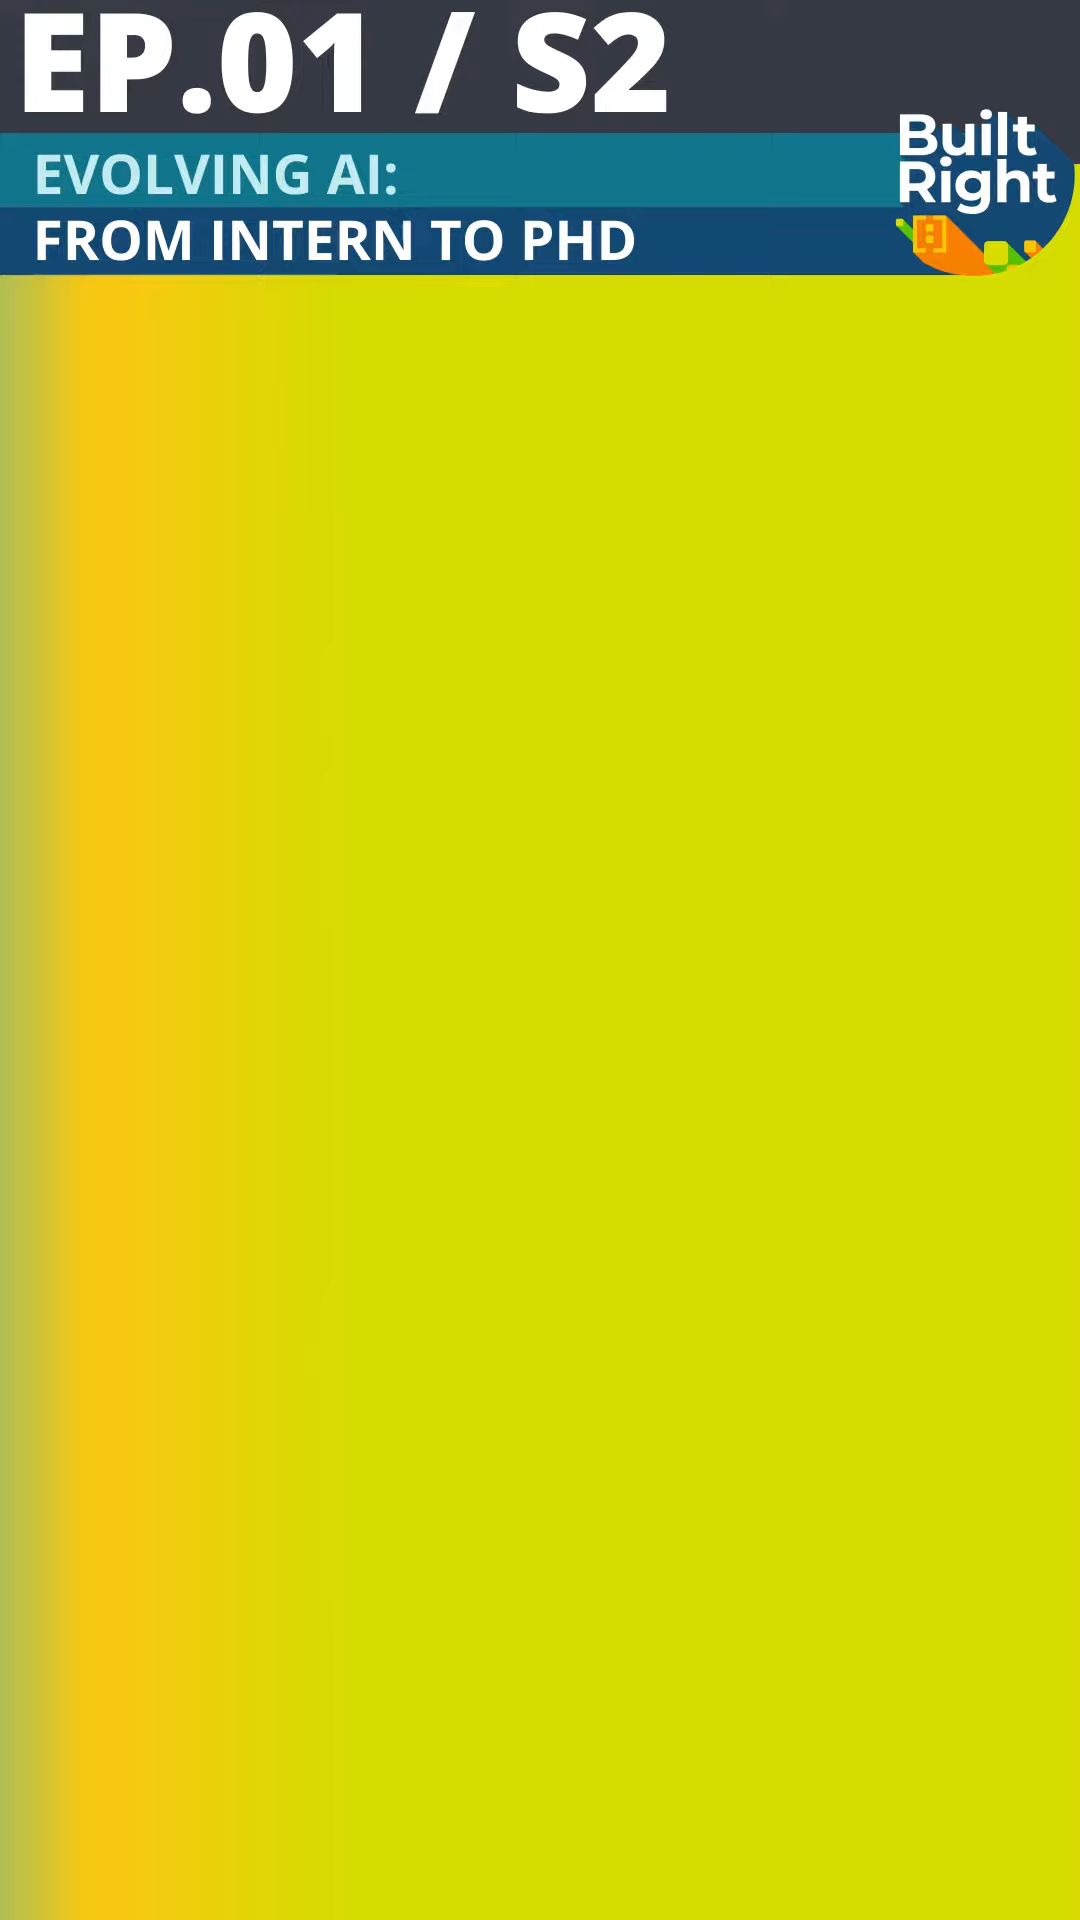 EP.01 / S2
EVOLVING AI:
FROM INTERN TO PHD
Built
Right